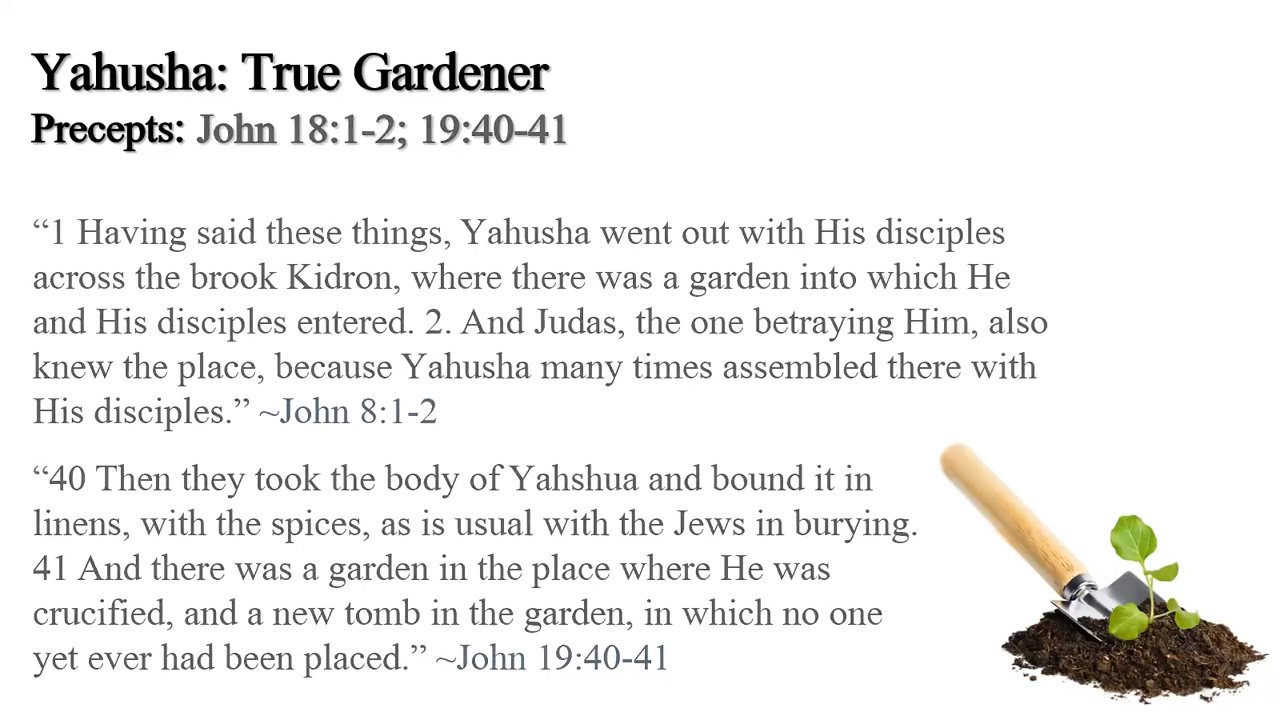 Yahusha: True Gardener
Precepts: John 18:1-2; 19:40-41
“1 Having said these things, Yahusha went out with His disciples
across the brook Kidron, where there was a garden into which He
and His disciples entered. 2. And Judas, the one betraying Him, also
knew the place, because Yahusha many times assembled there with
His disciples.” ~John 8:1-2
“40 Then they took the body of Yahshua and bound it in
linens, with the spices, as is usual with the Jews in burying.
41 And there was a garden in the place where He was
crucified, and a new tomb in the garden, in which no one
yet ever had been placed.” ~John 19:40-41